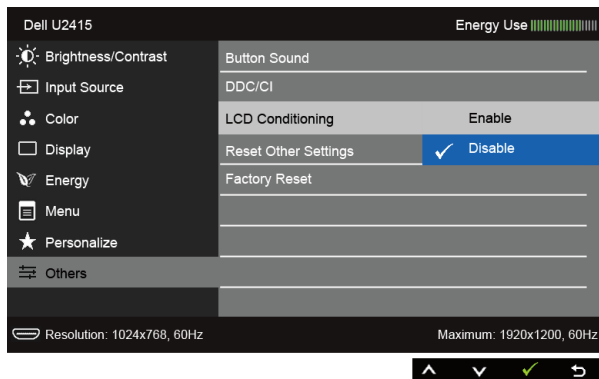 Dell U2415 Energy Use
Brightness/Contrast Button Sound
Input Source DDC/CI
Color LCD Conditioning Enable
Display Reset Other Settings Disable
Energy Factory Reset
Menu
Personalize
Others
Resolution: 1024x768, 60Hz Maximum: 1920x1200, 60Hz